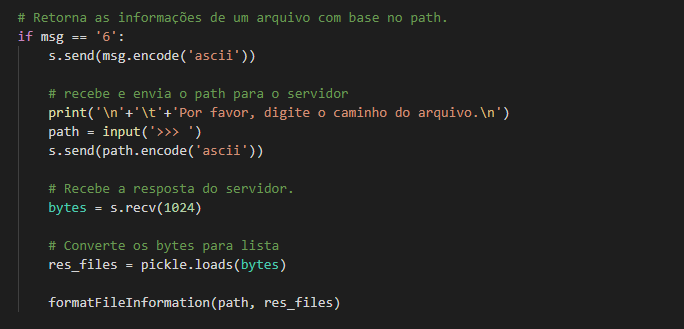 # Retorna as informações de um arquivo com base no path.
if msg == '6':
    s.send(msg.encode('ascii'))

    # recebe e envia o path para o servidor
    print('\n'+'\t'+'Por favor, digite o caminho do arquivo.\n')
    path = input('>>> ')
    s.send(path.encode('ascii'))

    # Recebe a resposta do servidor.
    bytes = s.recv(1024)

    # Converte os bytes para lista
    res_files = pickle.loads(bytes)

    formatFileInformation(path, res_files)